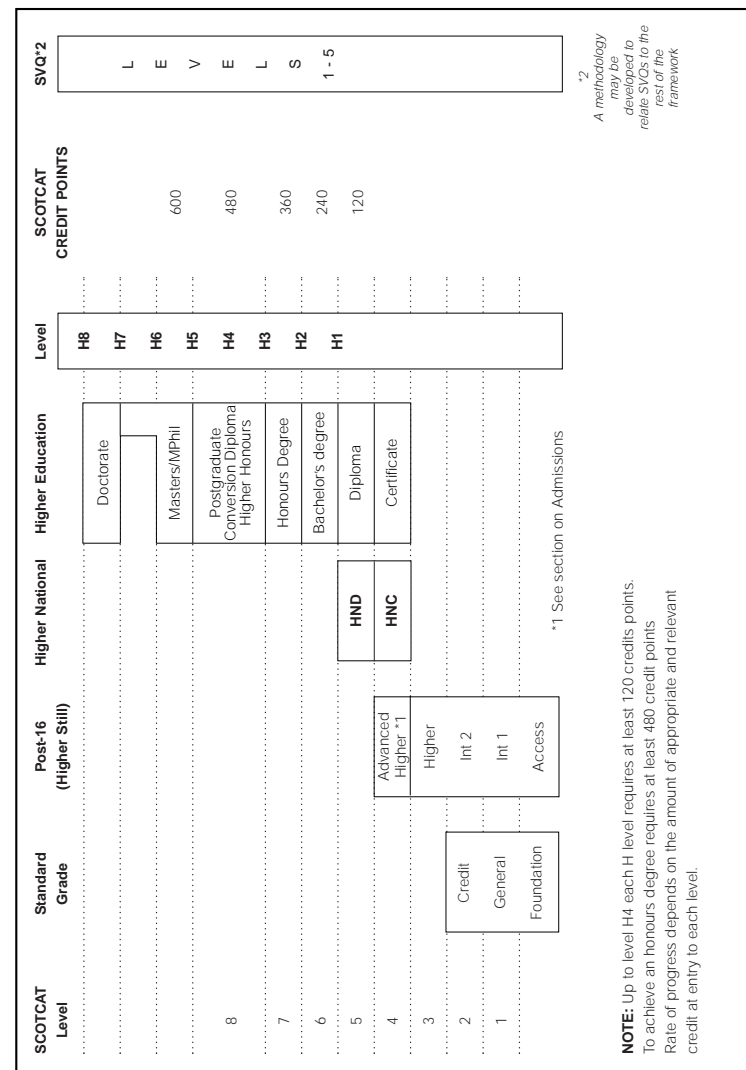 SCOTCAT
Level
8
7
6
5
4
3
2
1
Standard
Grade
Credit
General
Foundation
Post-16
(Higher Still)
Advanced
Higher *1
Higher
Int 2
Int 1
Access
Higher National
HND
HNC
Higher Education
Doctorate
Masters/MPhil
Postgraduate
Conversion Diploma
Higher Honours
Honours Degree
Bachelor's degree
Diploma
Certificate
Level
H8
H7
H6
H5
H4
H3
H2
H1
SCOTCAT
CREDIT POINTS
600
480
360
240
120
SVQ*2
L
E
V
E
L
S
1 - 5
*1 See section on Admissions
*2
A methodology
may be
developed to
relate SVQs to the
rest of the
framework
NOTE: Up to level H4 each H level requires at least 120 credits points.
To achieve an honours degree requires at least 480 credit points
Rate of progress depends on the amount of appropriate and relevant
credit at entry to each level.